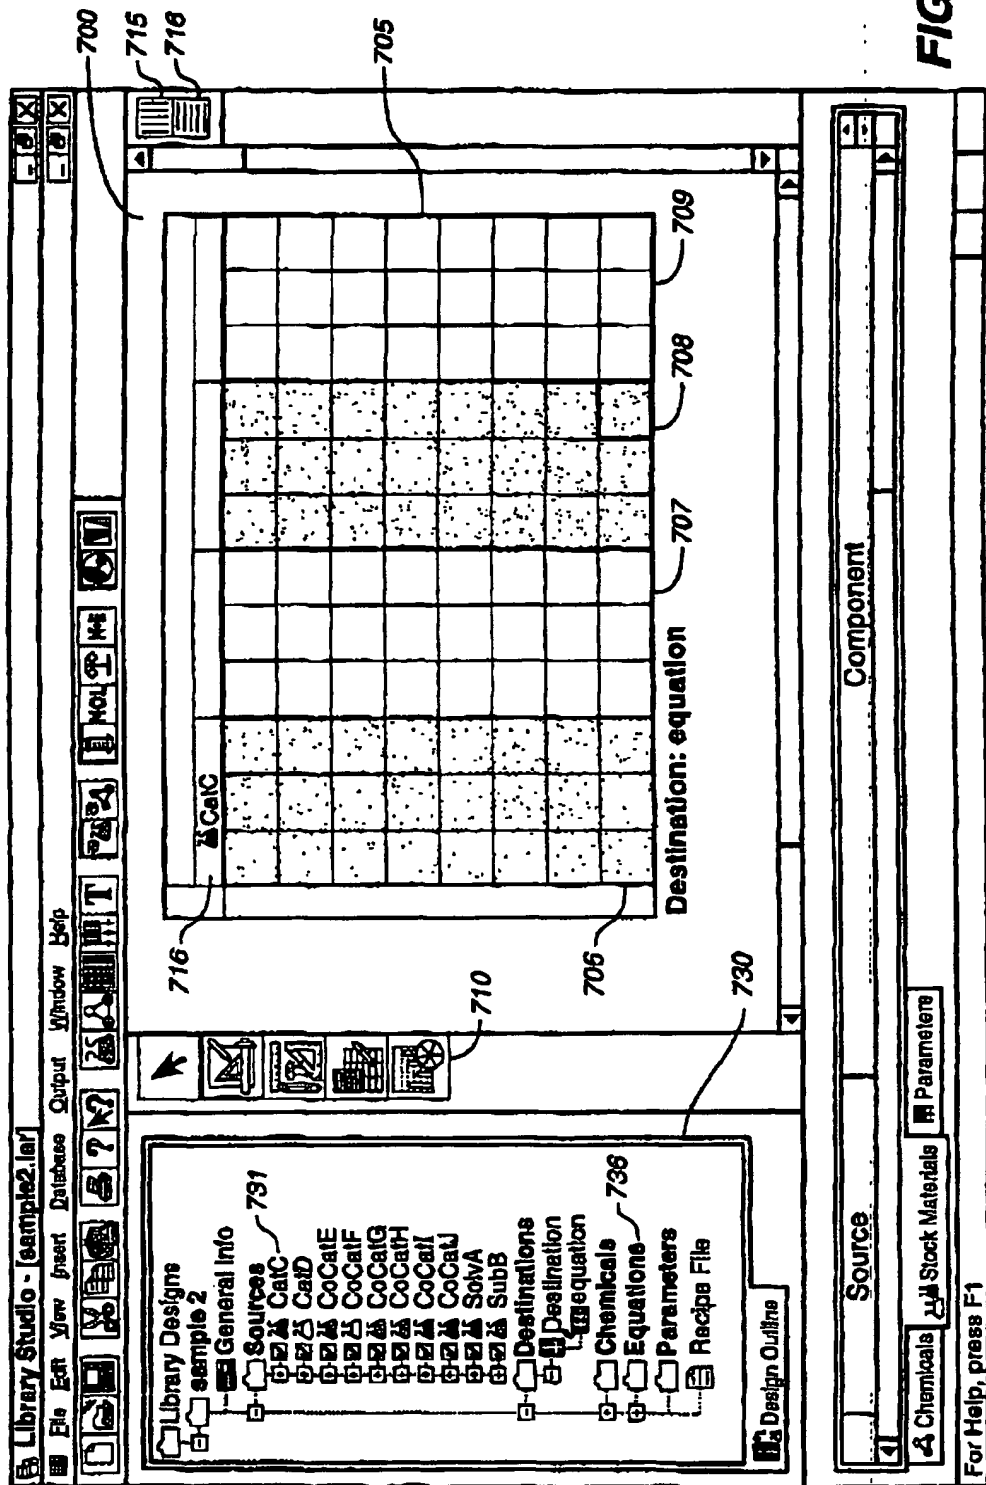 Library Studio - [sample2.lar]
File Edit View Insert Database Output Window Help
? ?
T
MOL
700
715
718
Library Designs
sample 2
General Info
Sources
731
CatC
CatD
CoCatE
CoCatF
CoCatG
CoCatH
CoCatI
CoCatJ
SolvA
SubB
Destinations
Destination
equation
Chemicals
Equations
736
Parameters
Recipe File
Design Outline
730
710
716
CatC
705
706
707
708
709
Destination: equation
Source
Component
Chemicals
Stock Materials
Parameters
For Help, press F1
FIG